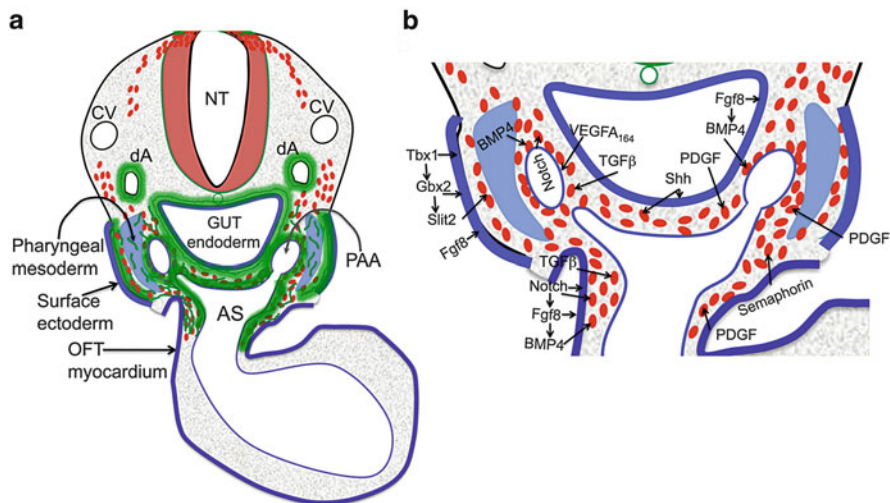 a
NT
CV
CV
dA
dA
GUT
endoderm
Pharyngeal
mesoderm
PAA
Surface
ectoderm
AS
OFT
myocardium
b
Fgf8
BMP4
BMP4
VEGFA164
Notch
TGFβ
Tbx1
Gbx2
Slit2
Fgf8
PDGF
Shh
PDGF
TGFβ
Notch
Fgf8
BMP4
Semaphorin
PDGF